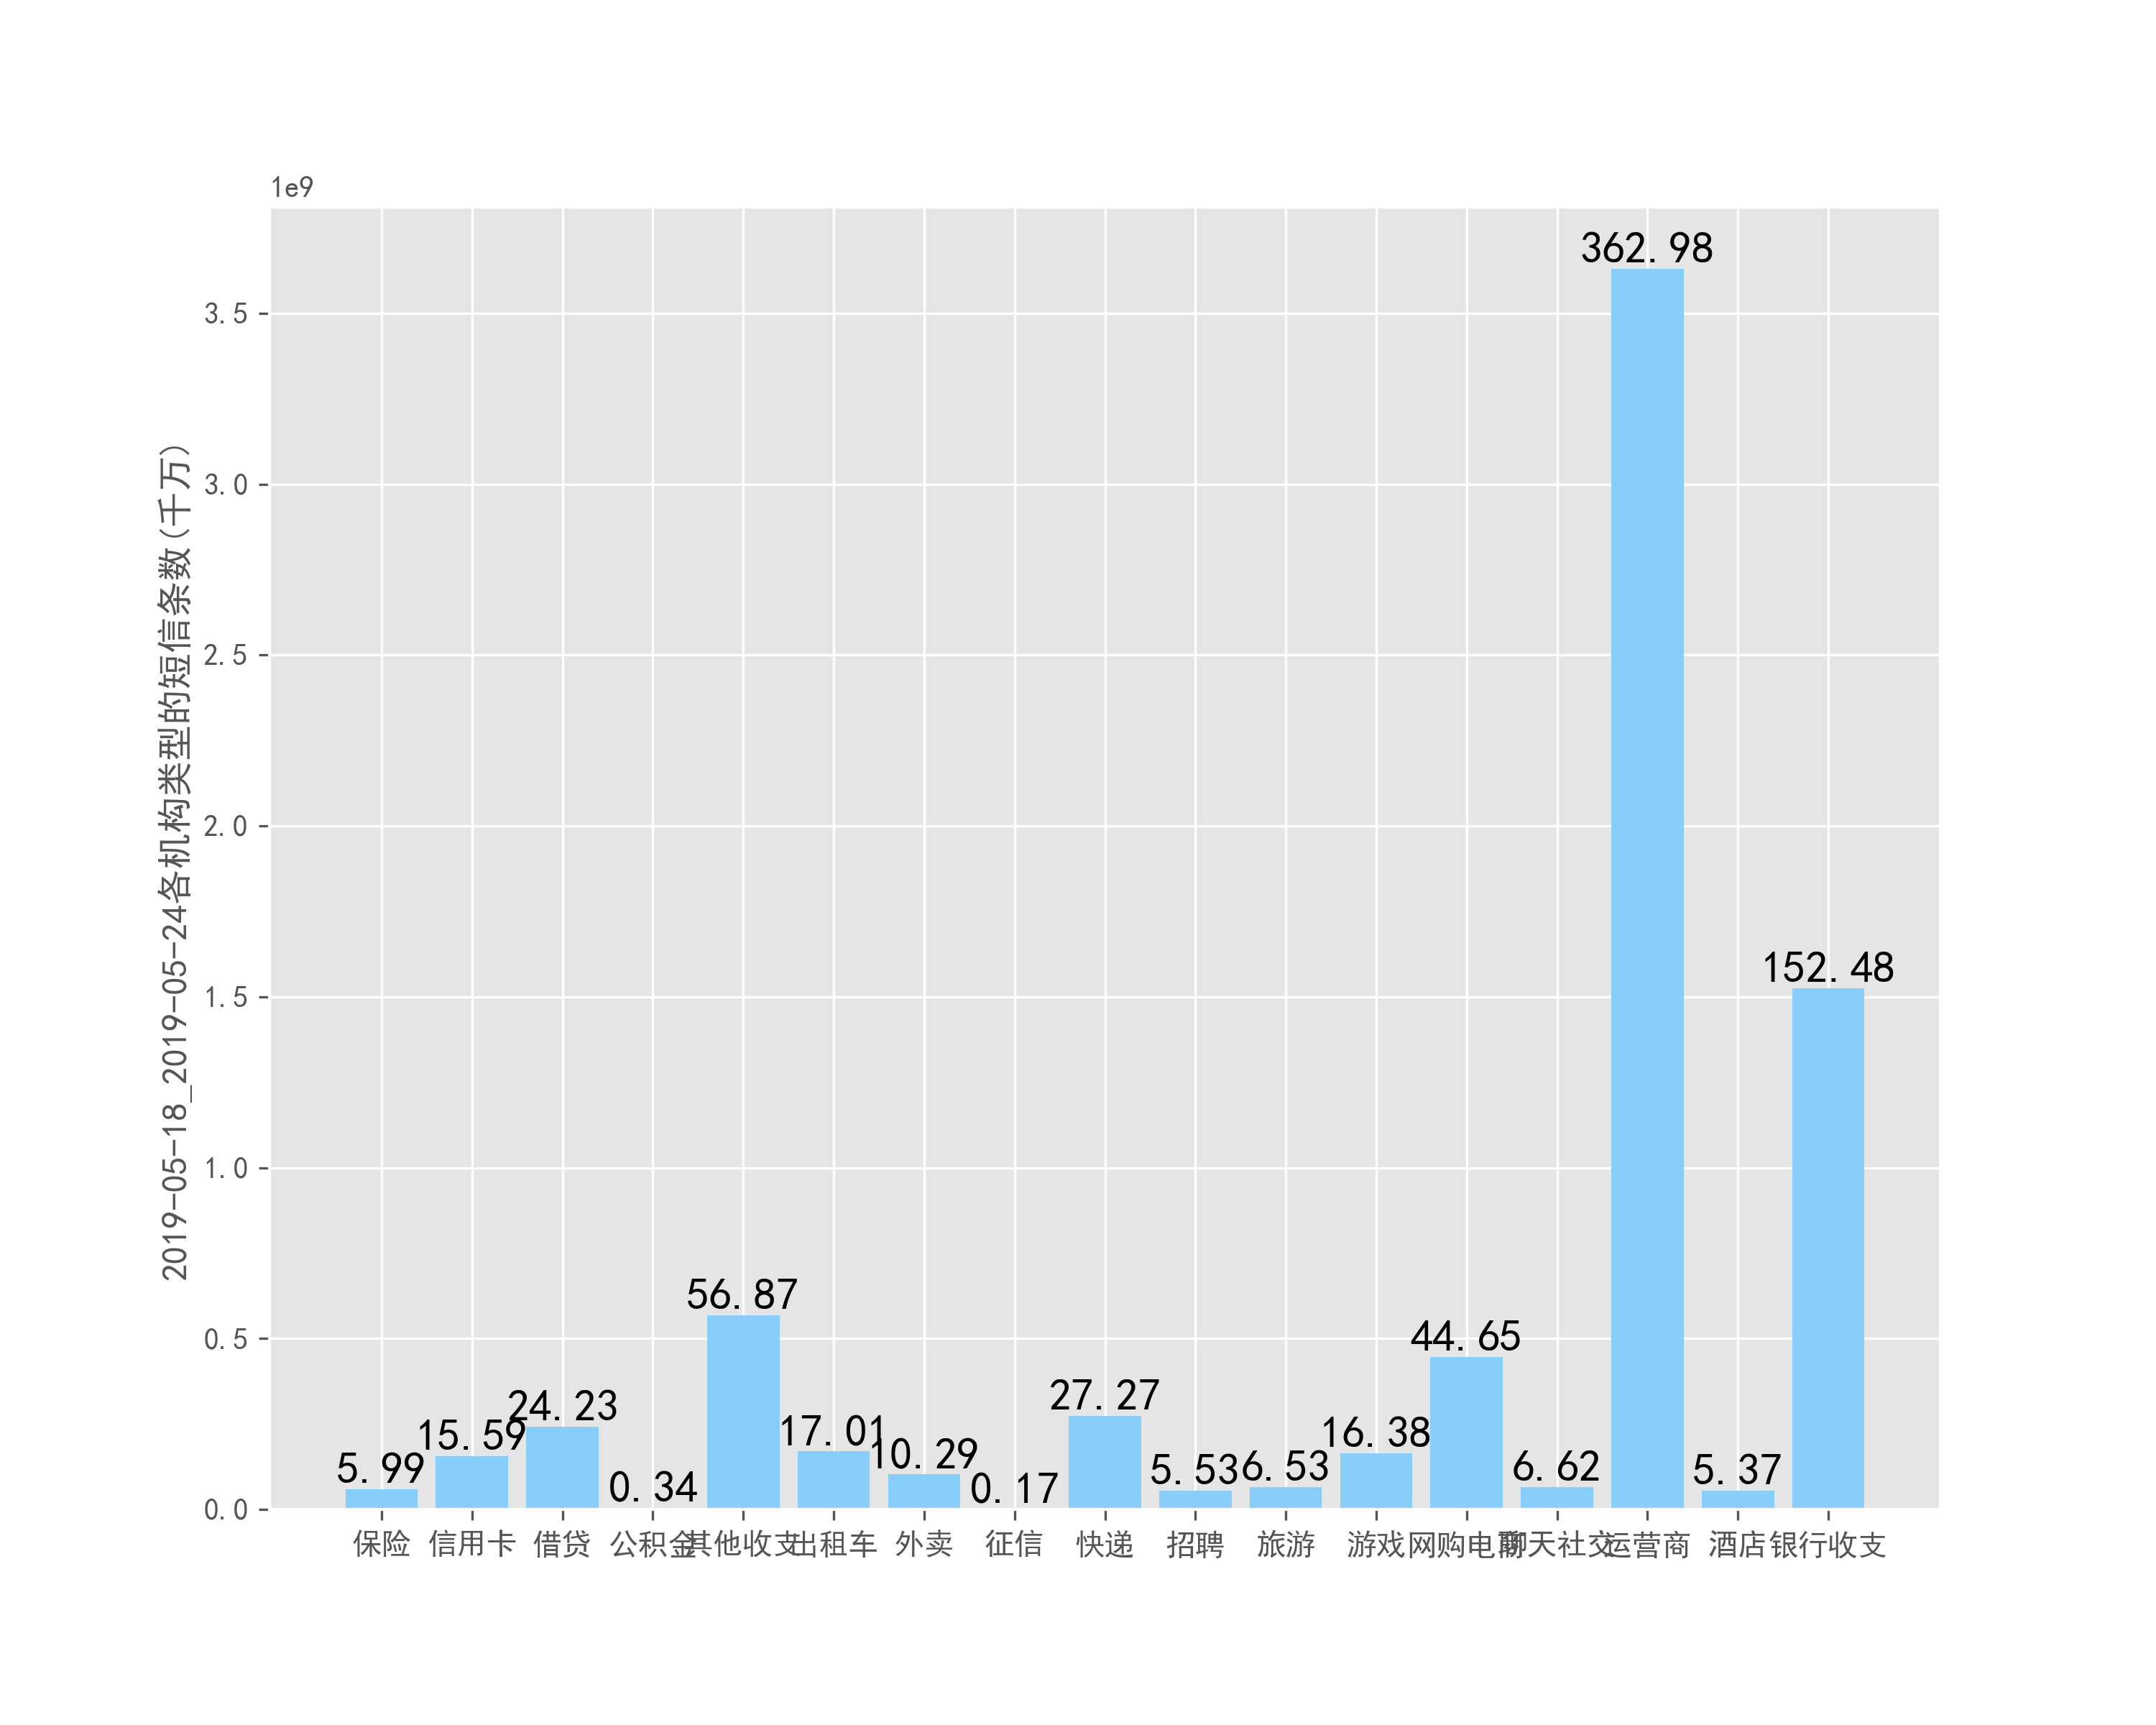 1e9
3.5
3.0
2.5
2.0
1.5
1.0
0.5
0.0
2019-05-18_2019-05-24各机构类型的短信条数(千万)
5.99
15.59
24.23
0.34
56.87
17.01
10.29
0.17
27.27
5.53
6.53
16.38
44.65
6.62
362.98
5.37
152.48
保险
信用卡
借贷
公积金
其他收支
出租车
外卖
征信
快递
招聘
旅游
游戏
网购电商
聊天社交
运营商
酒店
银行收支